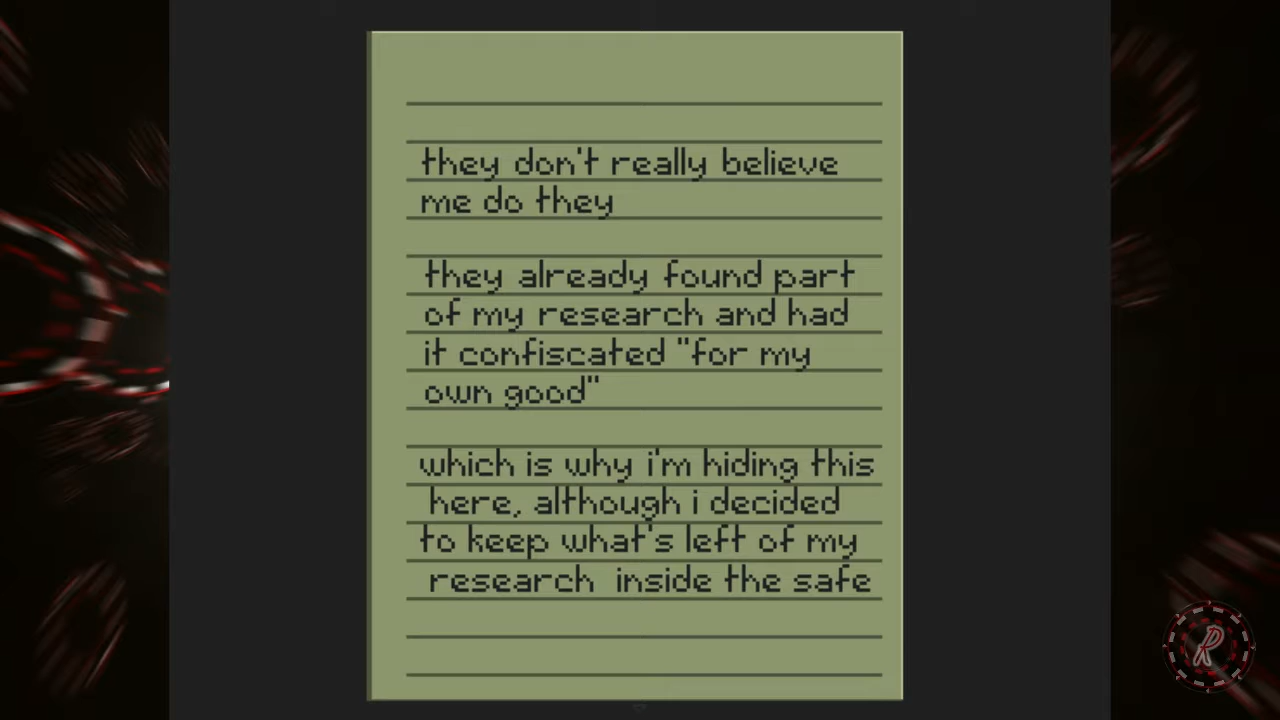 they don't really believe
me do they
they already found part
of my research and had
it confiscated "for my
own good"
which is why i'm hiding this
here, although i decided
to keep what's left of my
research inside the safe
R